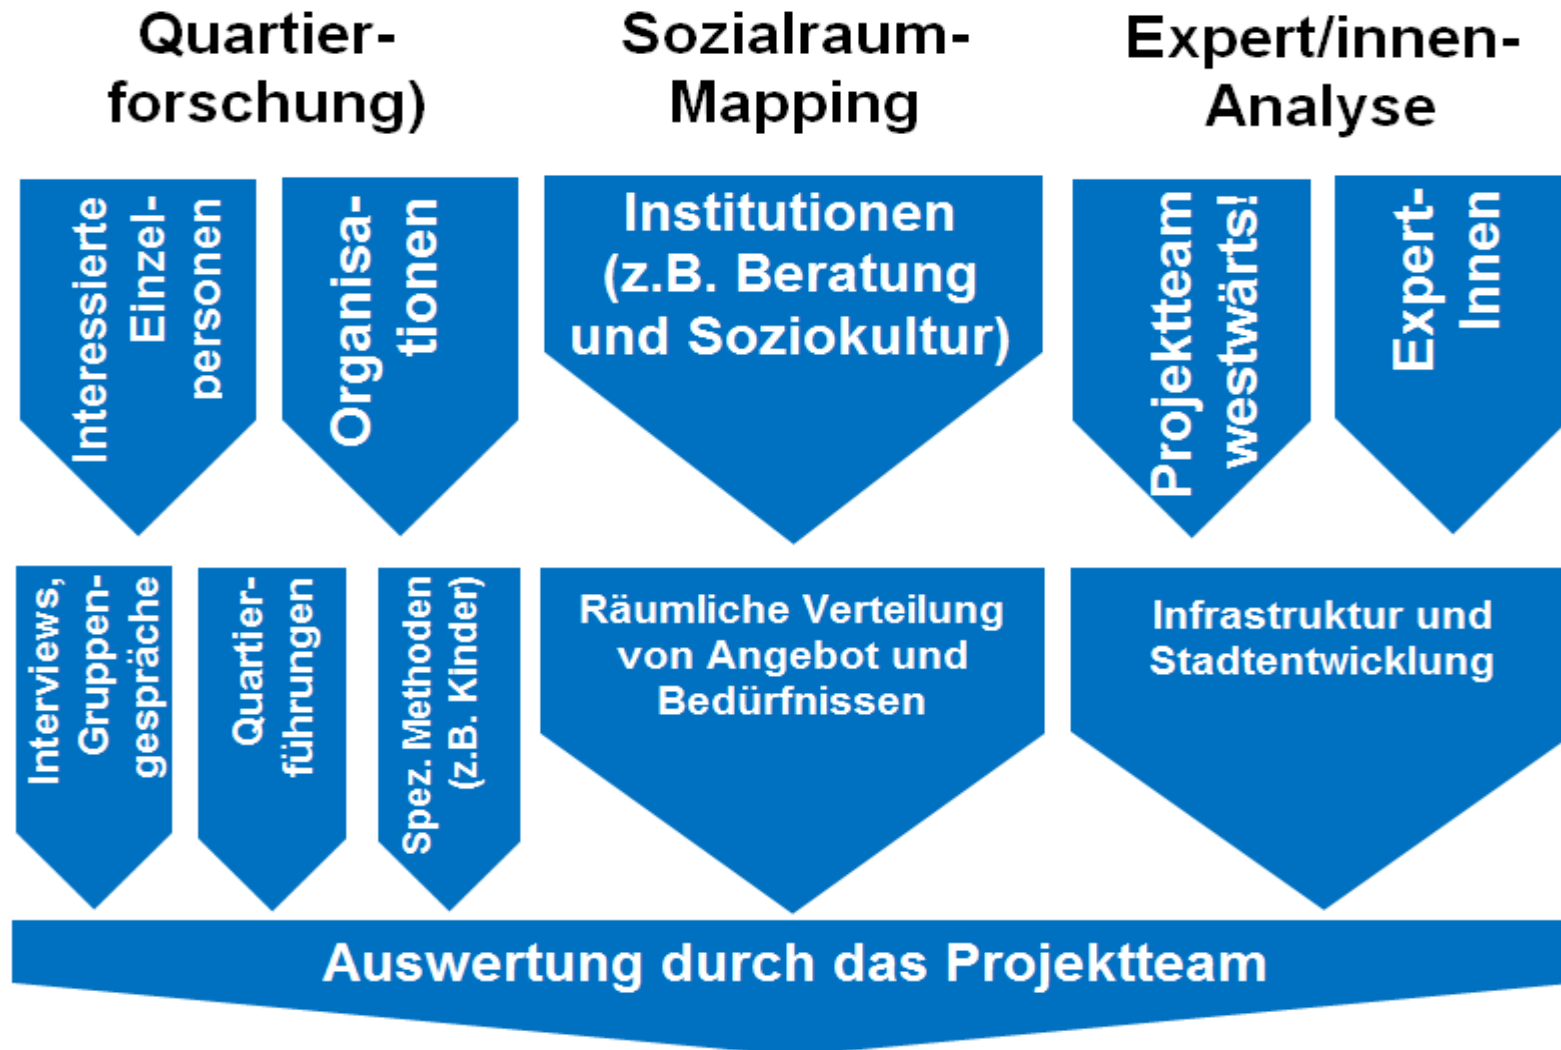 Quartier-
forschung)
Sozialraum-
Mapping
Expert/innen-
Analyse
Interessierte
Einzel-
personen
Organisa-
tionen
Institutionen
(z.B. Beratung
und Soziokultur)
Projektteam
westwärts!
Expert-
Innen
Interviews,
Gruppen-
gespräche
Quartier-
führungen
Spez. Methoden
(z.B. Kinder)
Räumliche Verteilung
von Angebot und
Bedürfnissen
Infrastruktur und
Stadtentwicklung
Auswertung durch das Projektteam